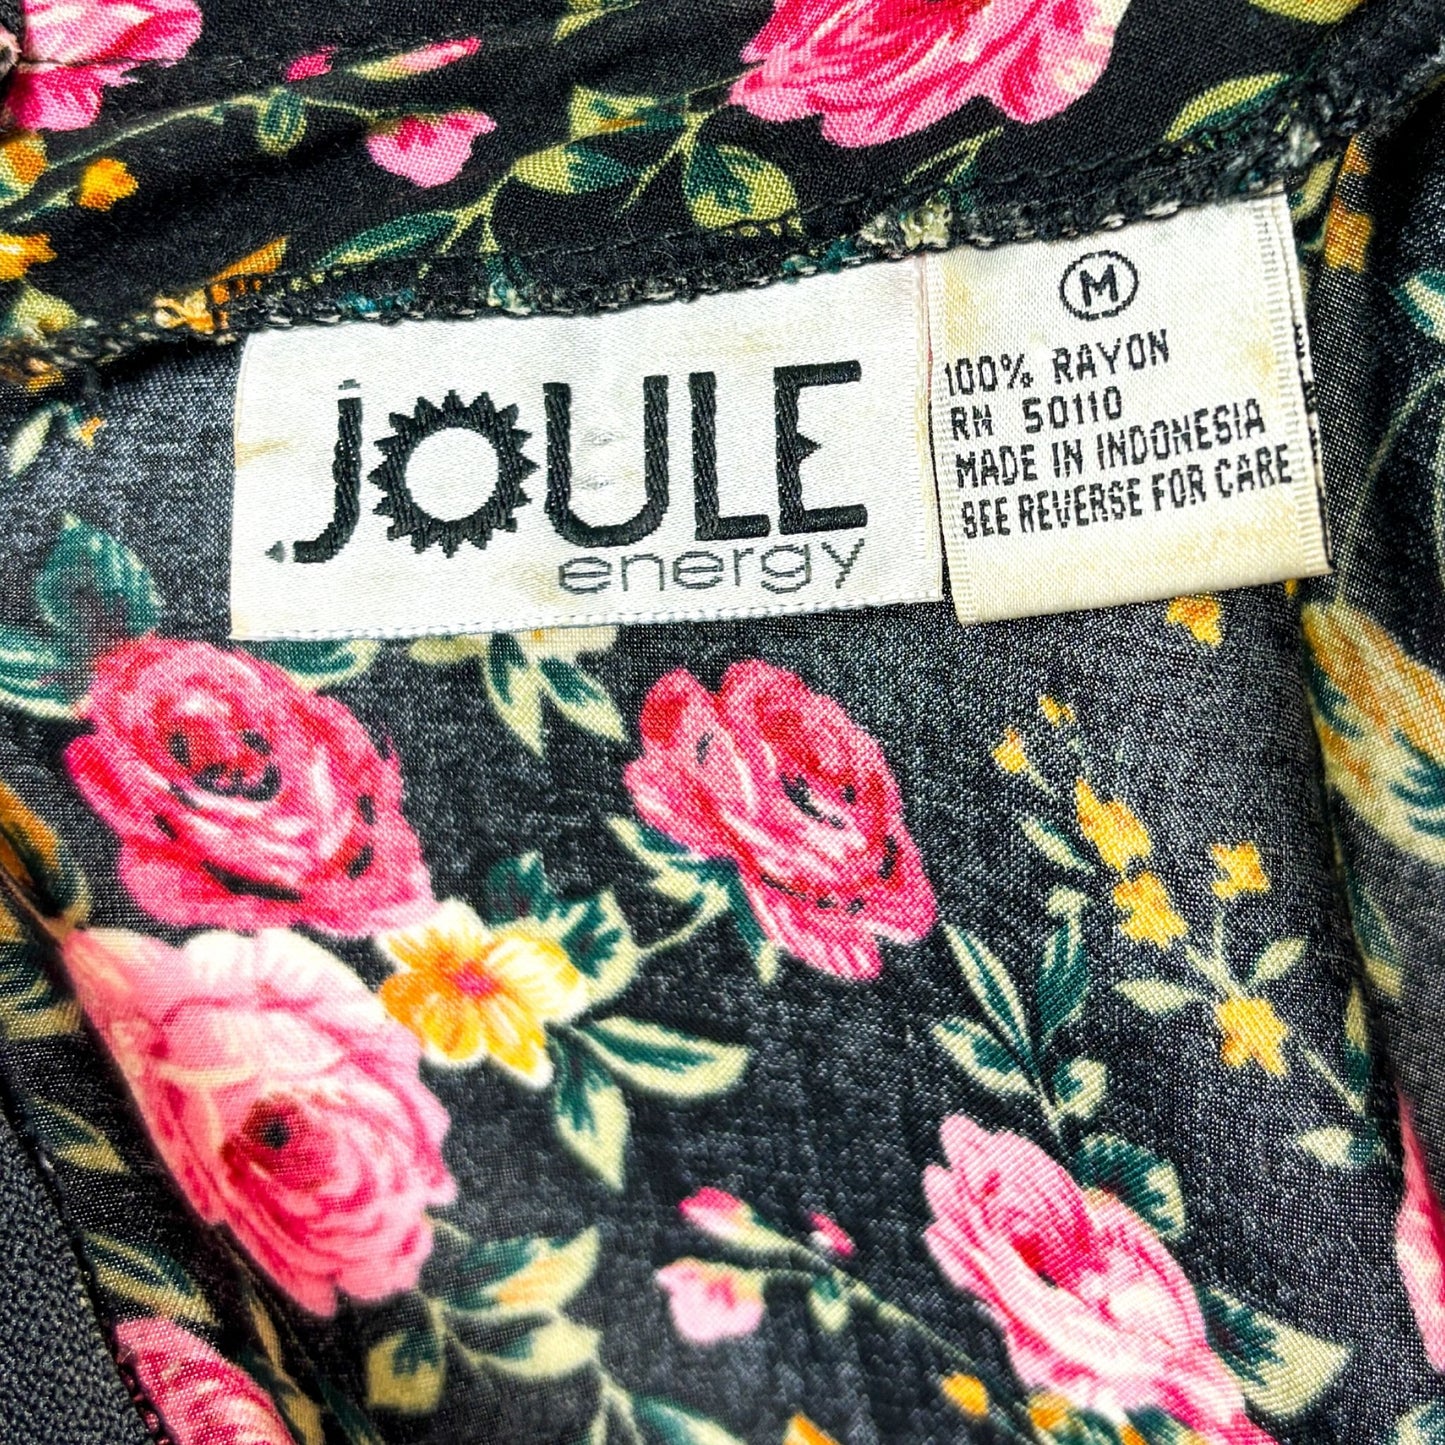 JOULE
energy
M
100% RAYON
RN 50110
MADE IN INDONESIA
SEE REVERSE FOR CARE